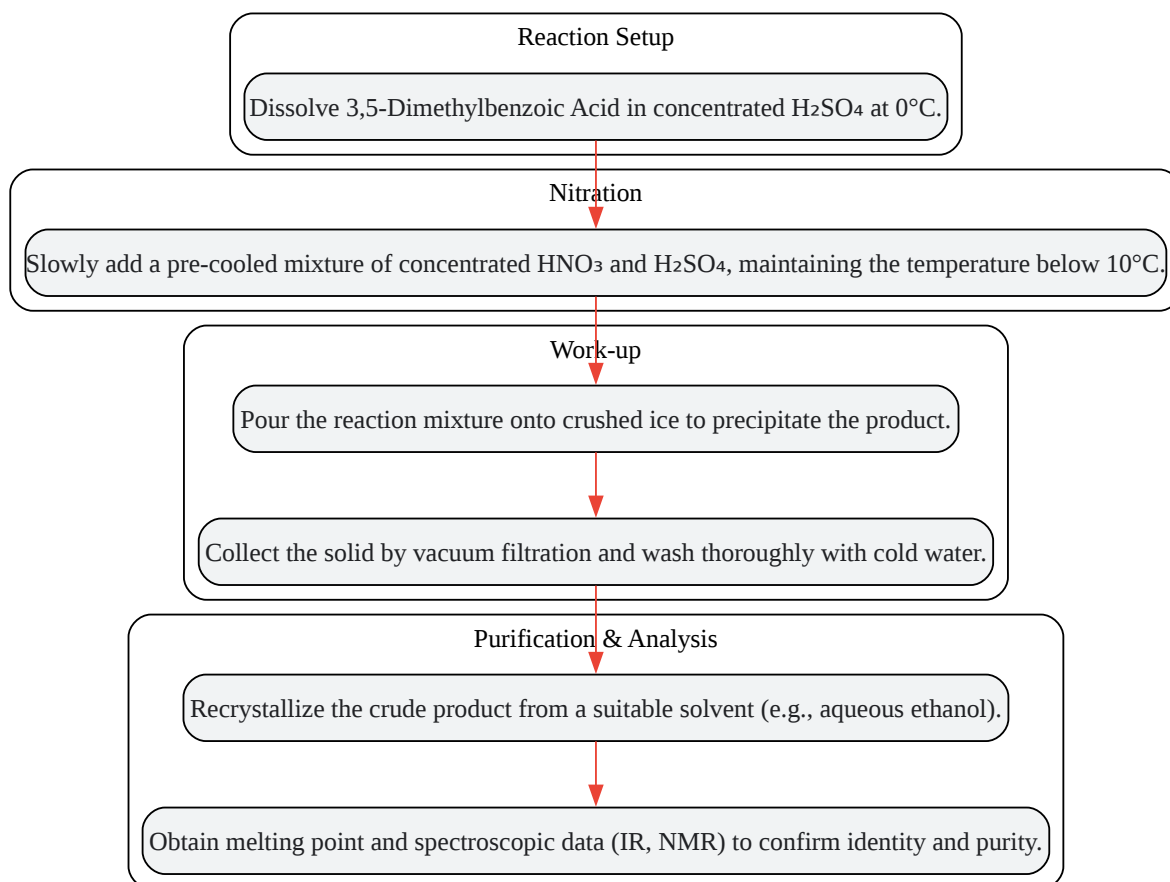 Reaction Setup
Dissolve 3,5-Dimethylbenzoic Acid in concentrated H₂SO₄ at 0°C.
Nitration
Slowly add a pre-cooled mixture of concentrated HNO₃ and H₂SO₄, maintaining the temperature below 10°C.
Work-up
Pour the reaction mixture onto crushed ice to precipitate the product.
Collect the solid by vacuum filtration and wash thoroughly with cold water.
Purification & Analysis
Recrystallize the crude product from a suitable solvent (e.g., aqueous ethanol).
Obtain melting point and spectroscopic data (IR, NMR) to confirm identity and purity.